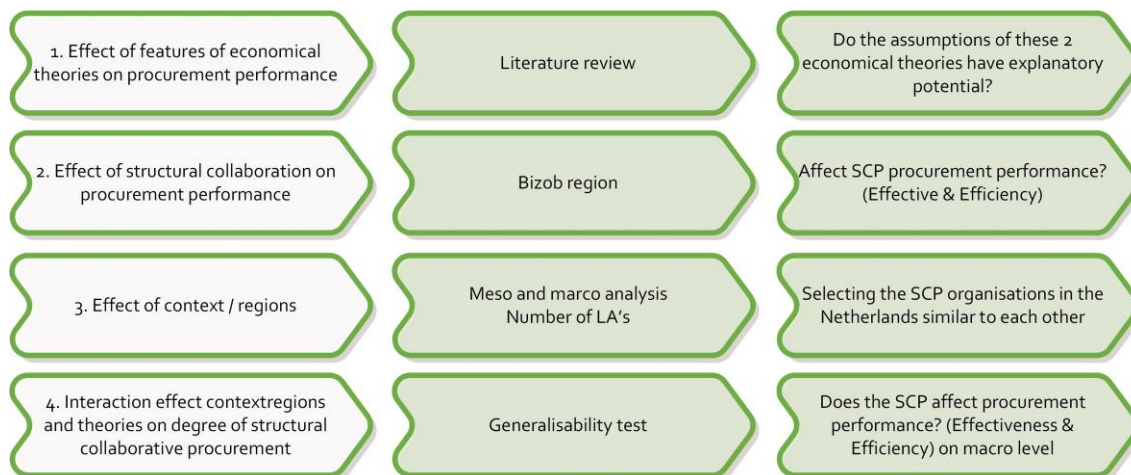 1. Effect of features of economical
theories on procurement performance
Literature review
Do the assumptions of these 2
economical theories have explanatory
potential?
2. Effect of structural collaboration on
procurement performance
Bizob region
Affect SCP procurement performance?
(Effective & Efficiency)
3. Effect of context / regions
Meso and marco analysis
Number of LA's
Selecting the SCP organisations in the
Netherlands similar to each other
4. Interaction effect contextregions
and theories on degree of structural
collaborative procurement
Generalisability test
Does the SCP affect procurement
performance? (Effectiveness &
Efficiency) on macro level